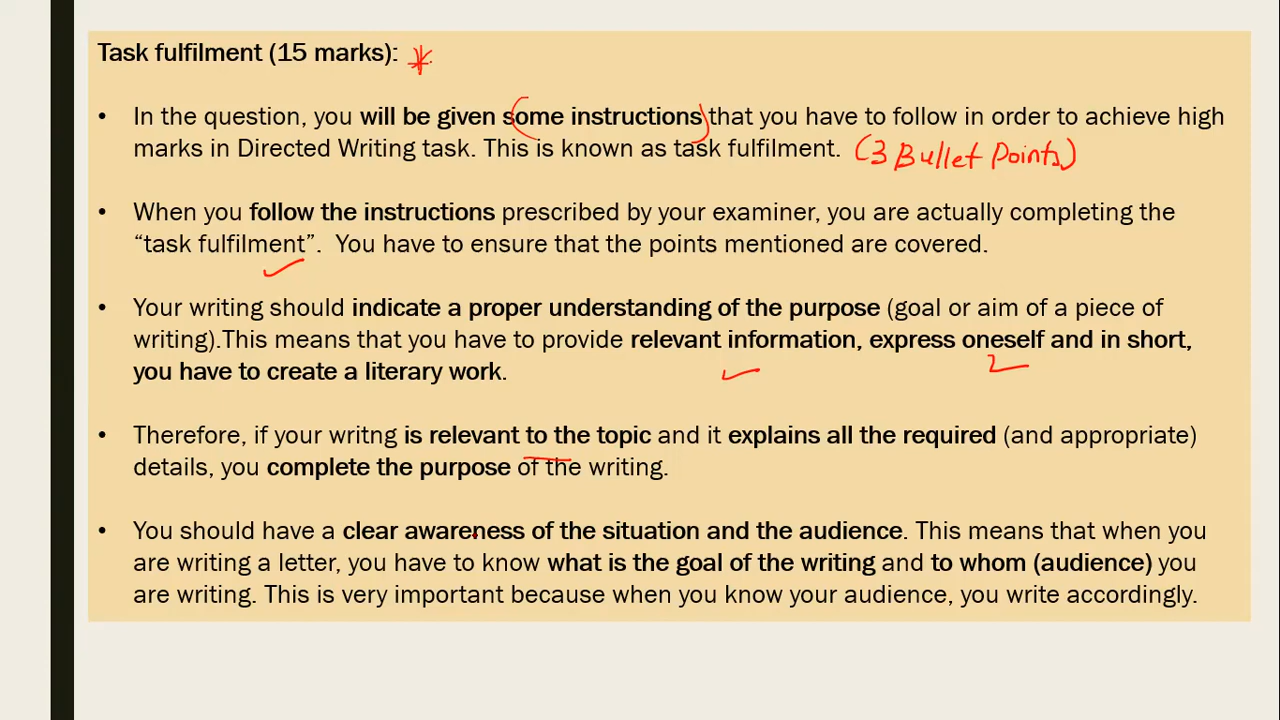 Task fulfilment (15 marks): *
• In the question, you will be given some instructions that you have to follow in order to achieve high
marks in Directed Writing task. This is known as task fulfilment. (3 Bullet Points)
• When you follow the instructions prescribed by your examiner, you are actually completing the
“task fulfilment”. You have to ensure that the points mentioned are covered.
• Your writing should indicate a proper understanding of the purpose (goal or aim of a piece of
writing).This means that you have to provide relevant information, express oneself and in short,
you have to create a literary work.
• Therefore, if your writng is relevant to the topic and it explains all the required (and appropriate)
details, you complete the purpose of the writing.
• You should have a clear awareness of the situation and the audience. This means that when you
are writing a letter, you have to know what is the goal of the writing and to whom (audience) you
are writing. This is very important because when you know your audience, you write accordingly.